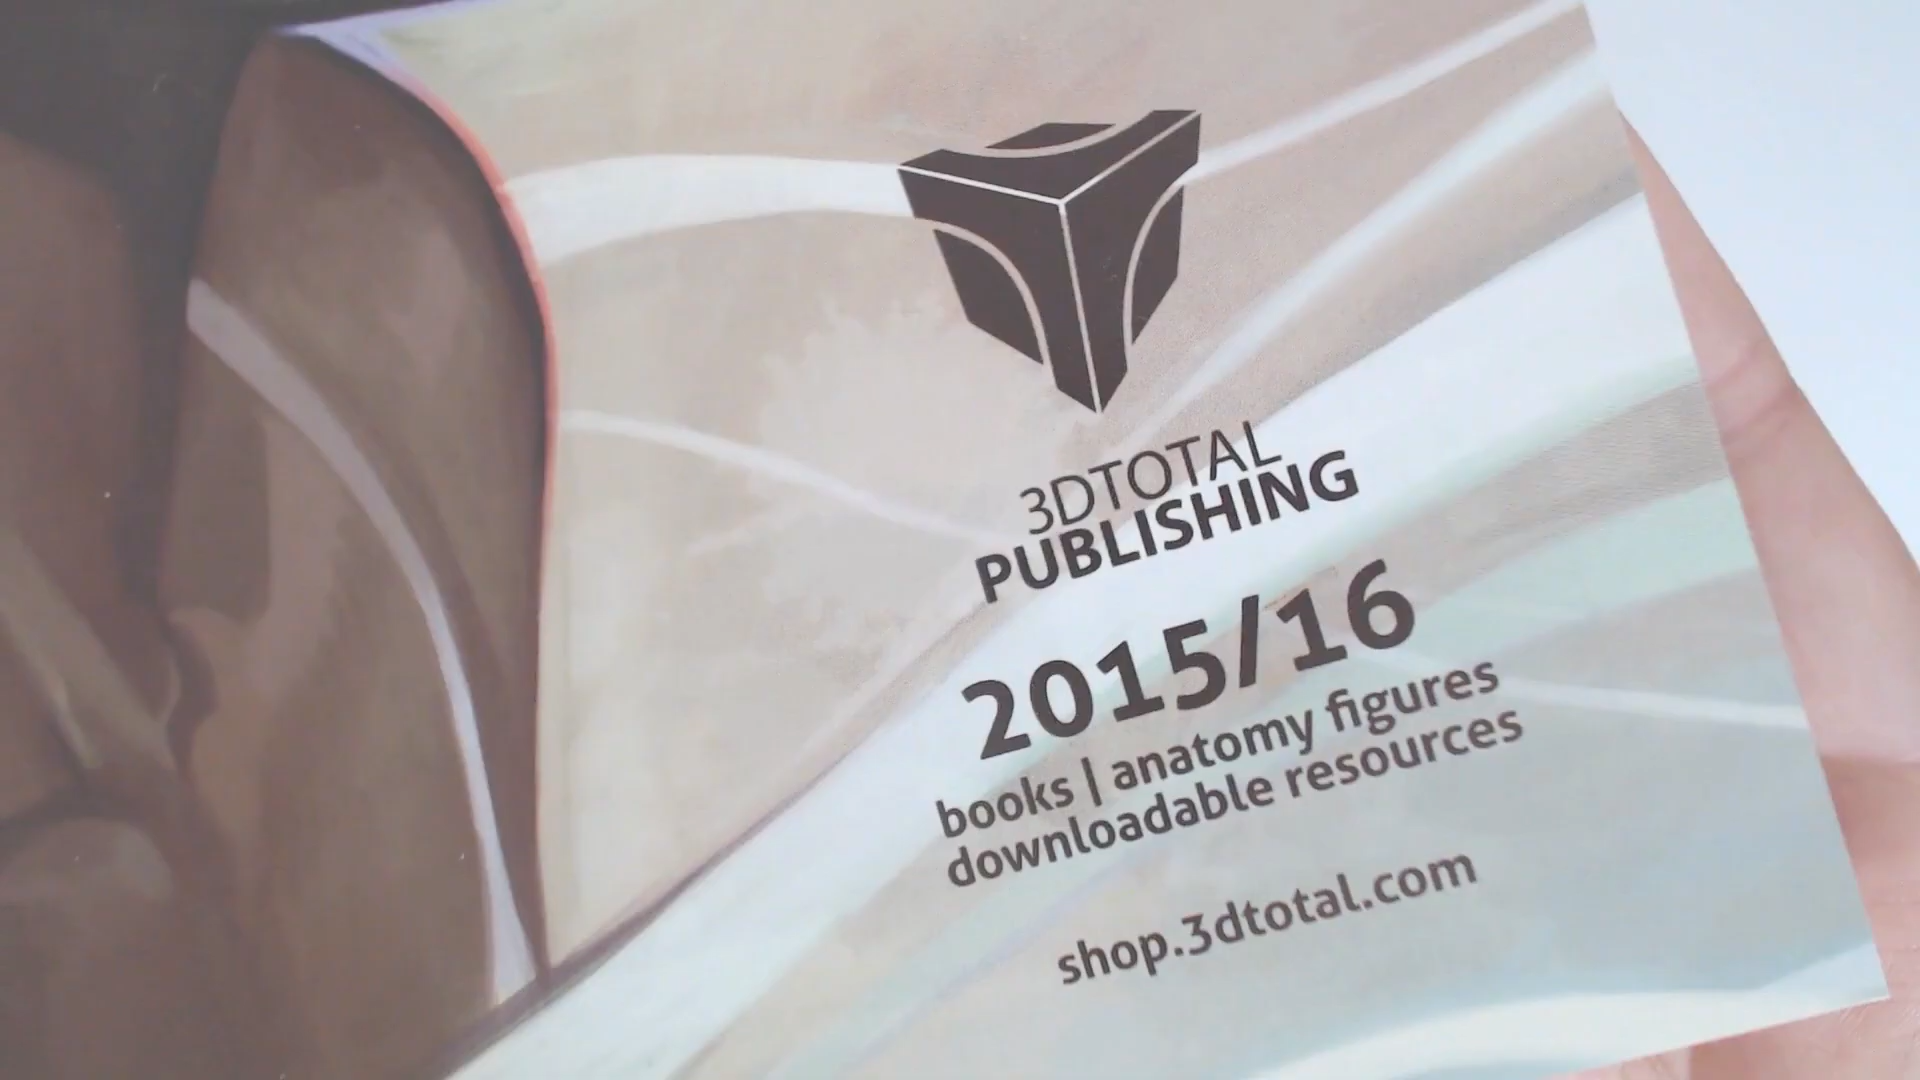 3DTOTAL
PUBLISHING
2015/16
books | anatomy figures
downloadable resources
shop.3dtotal.com